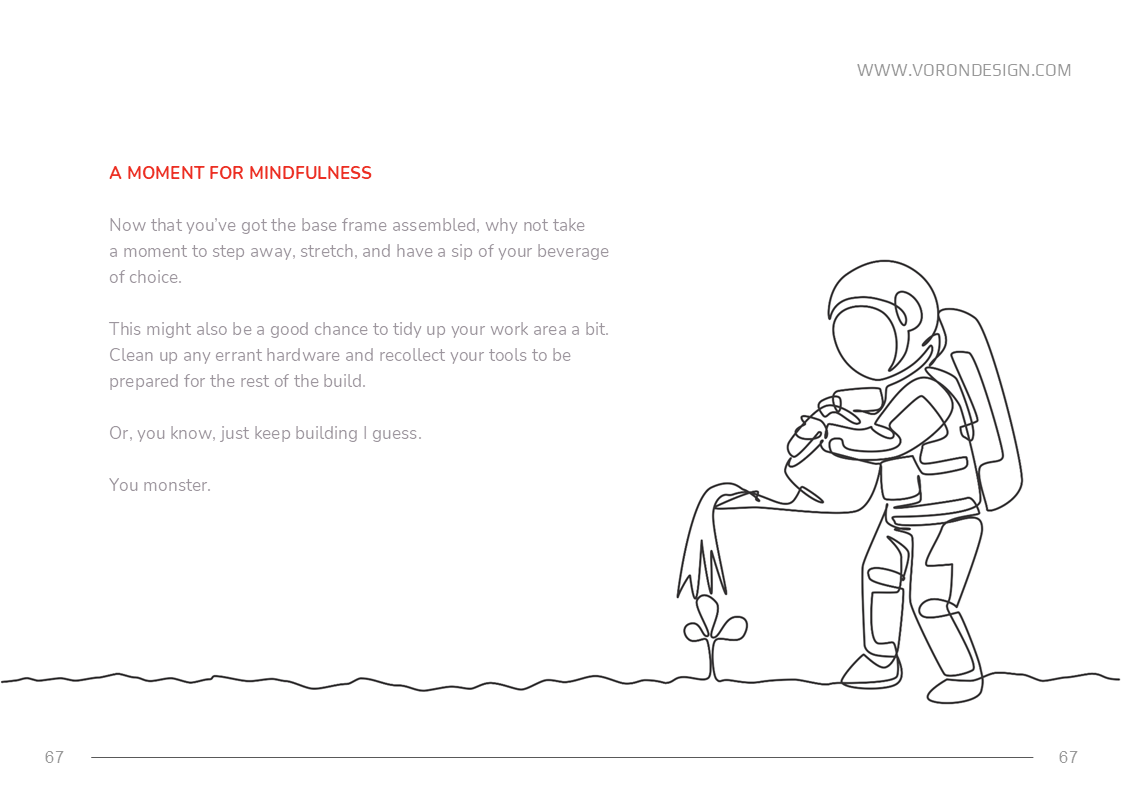 WWW.VORONDESIGN.COM
A MOMENT FOR MINDFULNESS
Now that you’ve got the base frame assembled, why not take
a moment to step away, stretch, and have a sip of your beverage
of choice.
This might also be a good chance to tidy up your work area a bit.
Clean up any errant hardware and recollect your tools to be
prepared for the rest of the build.
Or, you know, just keep building I guess.
You monster.
67
67